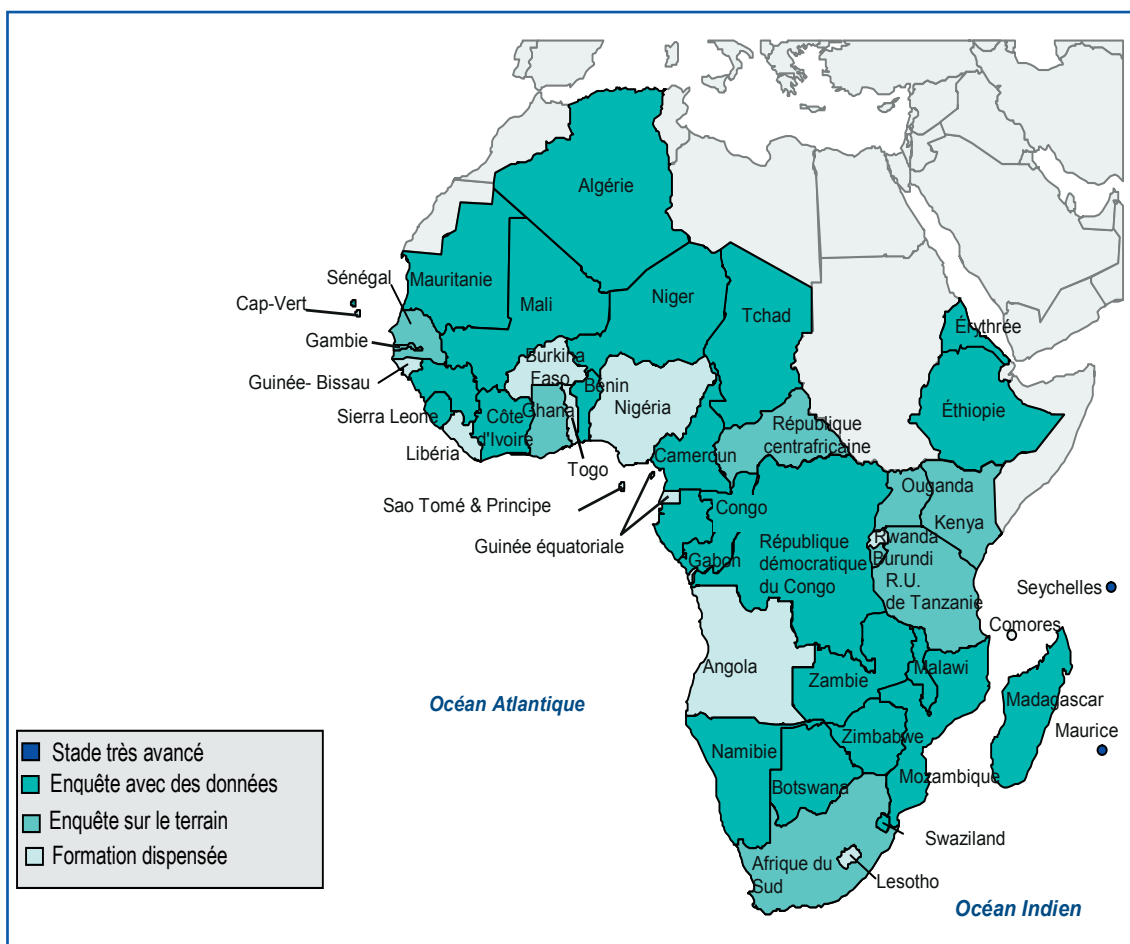 Algérie
Sénégal
Mauritanie
Cap-Vert
Mali
Niger
Tchad
Érythrée
Gambie
Burkina
Faso
Guinée- Bissau
Bénin
Nigéria
Éthiopie
Sierra Leone
Côte
d'Ivoire
Ghana
République
centrafricaine
Libéria
Togo
Cameroun
Ouganda
Sao Tomé & Principe
Congo
Kenya
Guinée équatoriale
Gabon
République
démocratique
du Congo
Rwanda
Burundi
R.U.
de Tanzanie
Seychelles
Comores
Angola
Zambie
Malawi
Madagascar
Océan Atlantique
Maurice
Namibie
Zimbabwe
Botswana
Mozambique
Swaziland
Afrique du
Sud
Lesotho
Océan Indien
Stade très avancé
Enquête avec des données
Enquête sur le terrain
Formation dispensée